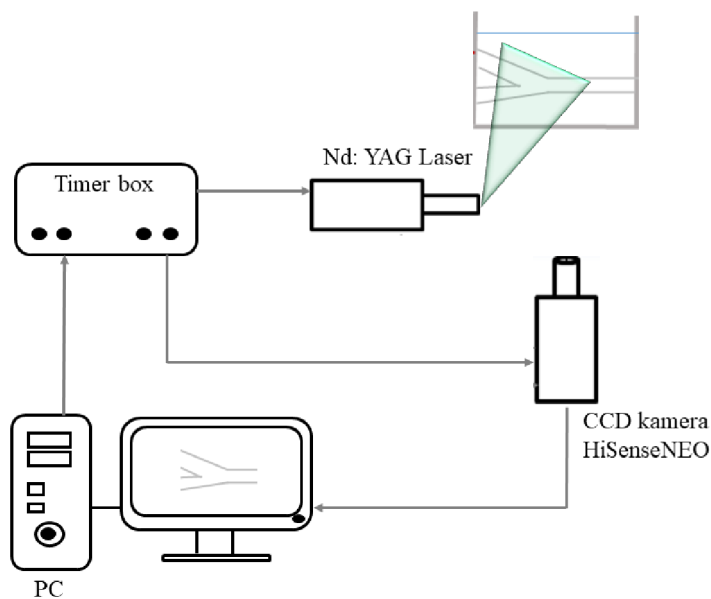 Nd: YAG Laser
Timer box
CCD kamera
HiSenseNEO
PC